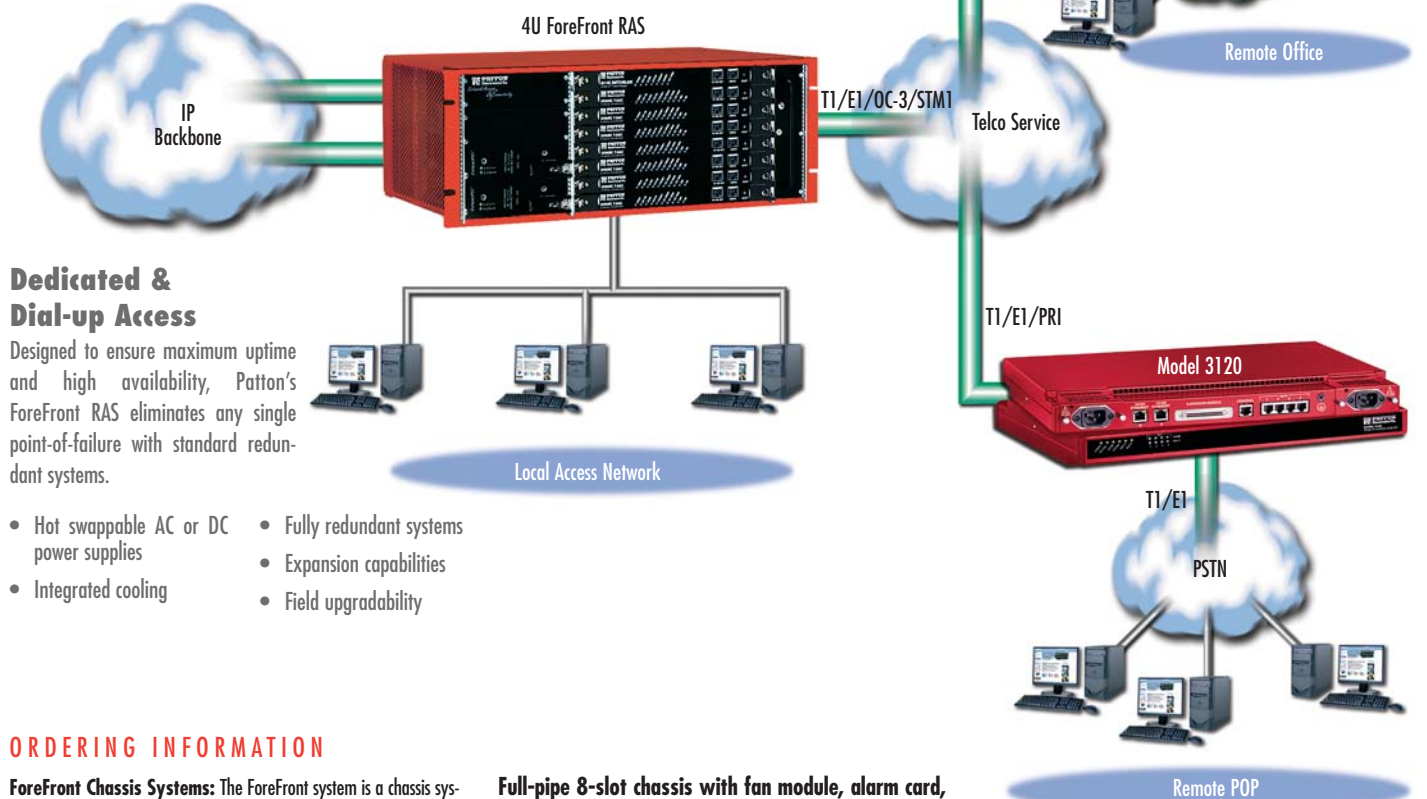 4U ForeFront RAS
IP
Backbone
T1/E1/OC-3/STM1
Telco Service
Remote Office
Dedicated &
Dial-up Access
Designed to ensure maximum uptime
and high availability, Patton's
ForeFront RAS eliminates any single
point-of-failure with standard redun-
dant systems.
• Hot swappable AC or DC
power supplies
• Integrated cooling
• Fully redundant systems
• Expansion capabilities
• Field upgradability
Local Access Network
T1/E1/PRI
Model 3120
T1/E1
PSTN
Remote POP
ORDERING INFORMATION
ForeFront Chassis Systems: The ForeFront system is a chassis sys-
Full-pipe 8-slot chassis with fan module, alarm card,